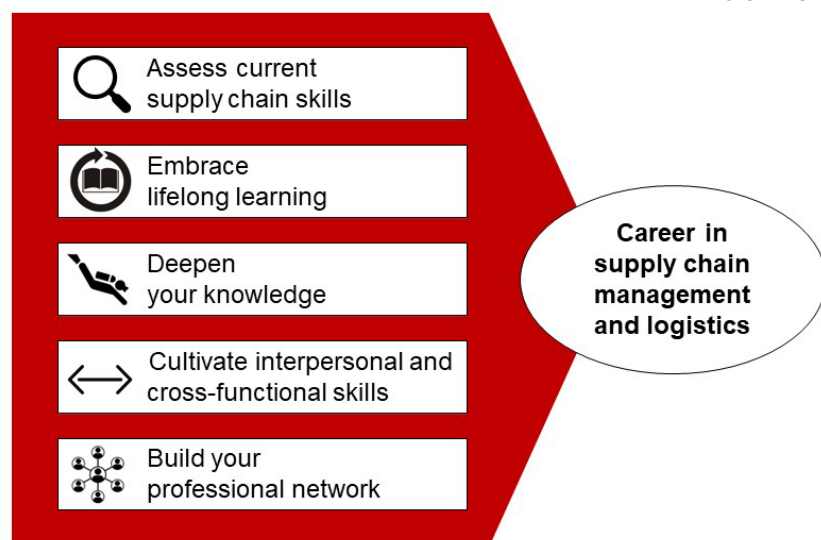 Assess current
supply chain skills
Embrace
lifelong learning
Deepen
your knowledge
Cultivate interpersonal and
cross-functional skills
Build your
professional network
Career in
supply chain
management
and logistics